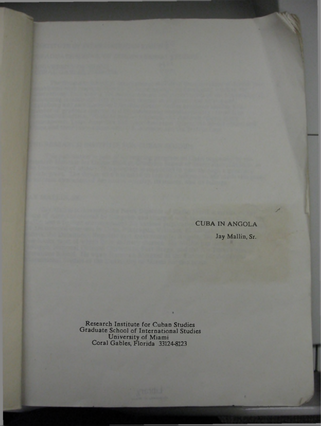 CUBA IN ANGOLA
Jay Mallin, Sr.
Research Institute for Cuban Studies
Graduate School of International Studies
University of Miami
Coral Gables, Florida 33124-8123